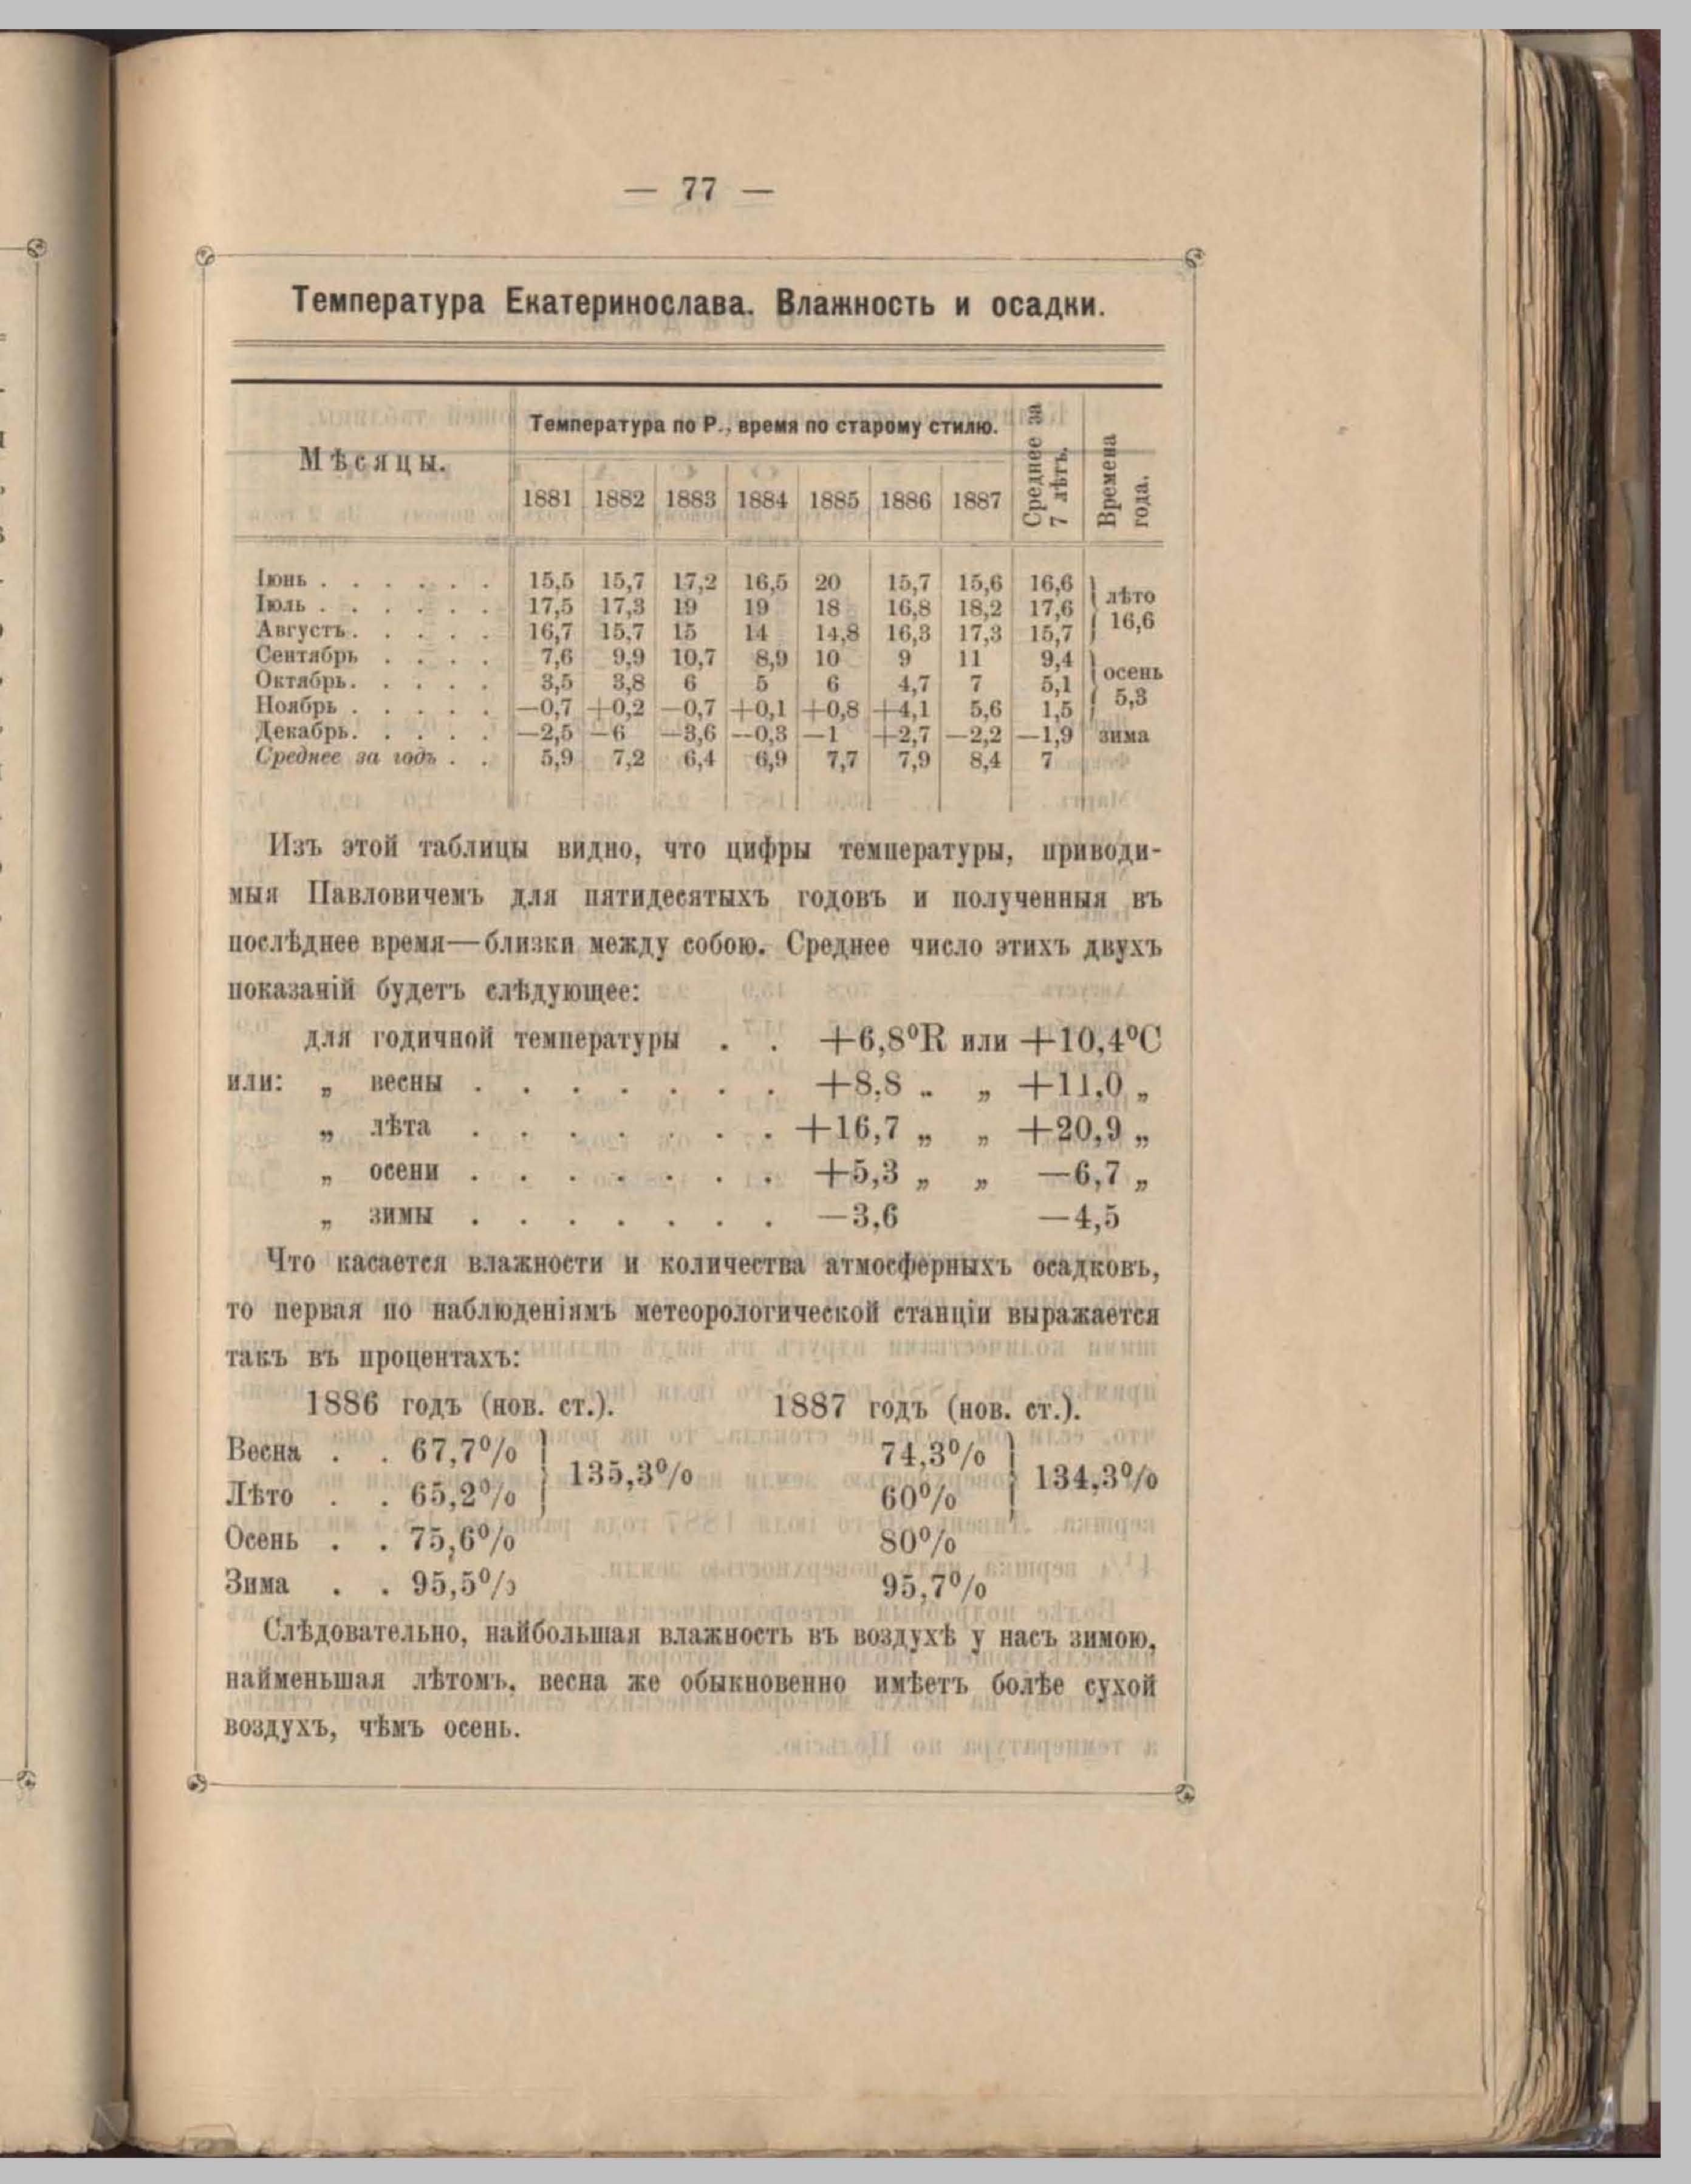 — 77 —
Температура Екатеринослава. Влажность и осадки.
Мѣсяцы. Температура по Р., время по старому стилю. Среднее за 7 лѣтъ. Времена года.
1881 1882 1883 1884 1885 1886 1887
Іюнь . . . . . . 15,5 15,7 17,2 16,5 20 15,7 15,6 16,6
Іюль . . . . . . 17,5 17,3 19 19 18 16,8 18,2 17,6 лѣто
Августъ. . . . . 16,7 15,7 15 14 14,8 16,3 17,3 15,7 16,6
Сентябрь . . . . 7,6 9,9 10,7 8,9 10 9 11 9,4
Октябрь. . . . . 3,5 3,8 6 5 6 4,7 7 5,1 осень
Ноябрь . . . . . —0,7 +0,2 —0,7 +0,1 +0,8 +4,1 5,6 1,5 5,3
Декабрь. . . . . —2,5 —6 —3,6 —0,3 —1 +2,7 —2,2 —1,9 зима
Среднее за годъ . . 5,9 7,2 6,4 6,9 7,7 7,9 8,4 7
Изъ этой таблицы видно, что цифры температуры, приводи-
мыя Павловичемъ для пятидесятыхъ годовъ и полученныя въ
послѣднее время—близки между собою. Среднее число этихъ двухъ
показаній будетъ слѣдующее:
для годичной температуры . . +6,8⁰R или +10,4⁰C
или: „ весны . . . . . . . +8,8 „ „ +11,0 „
„ лѣта . . . . . . . +16,7 „ „ +20,9 „
„ осени . . . . . . . +5,3 „ „ —6,7 „
„ зимы . . . . . . . —3,6 —4,5
Что касается влажности и количества атмосферныхъ осадковъ,
то первая по наблюденіямъ метеорологической станціи выражается
такъ въ процентахъ:
1886 годъ (нов. ст.). 1887 годъ (нов. ст.).
Весна . . 67,7% 74,3%
135,3% 134,3%
Лѣто . . 65,2% 60%
Осень . . 75,6% 80%
Зима . . 95,5% 95,7%
Слѣдовательно, найбольшая влажность въ воздухѣ у насъ зимою,
найменьшая лѣтомъ, весна же обыкновенно имѣетъ болѣе сухой
воздухъ, чѣмъ осень.